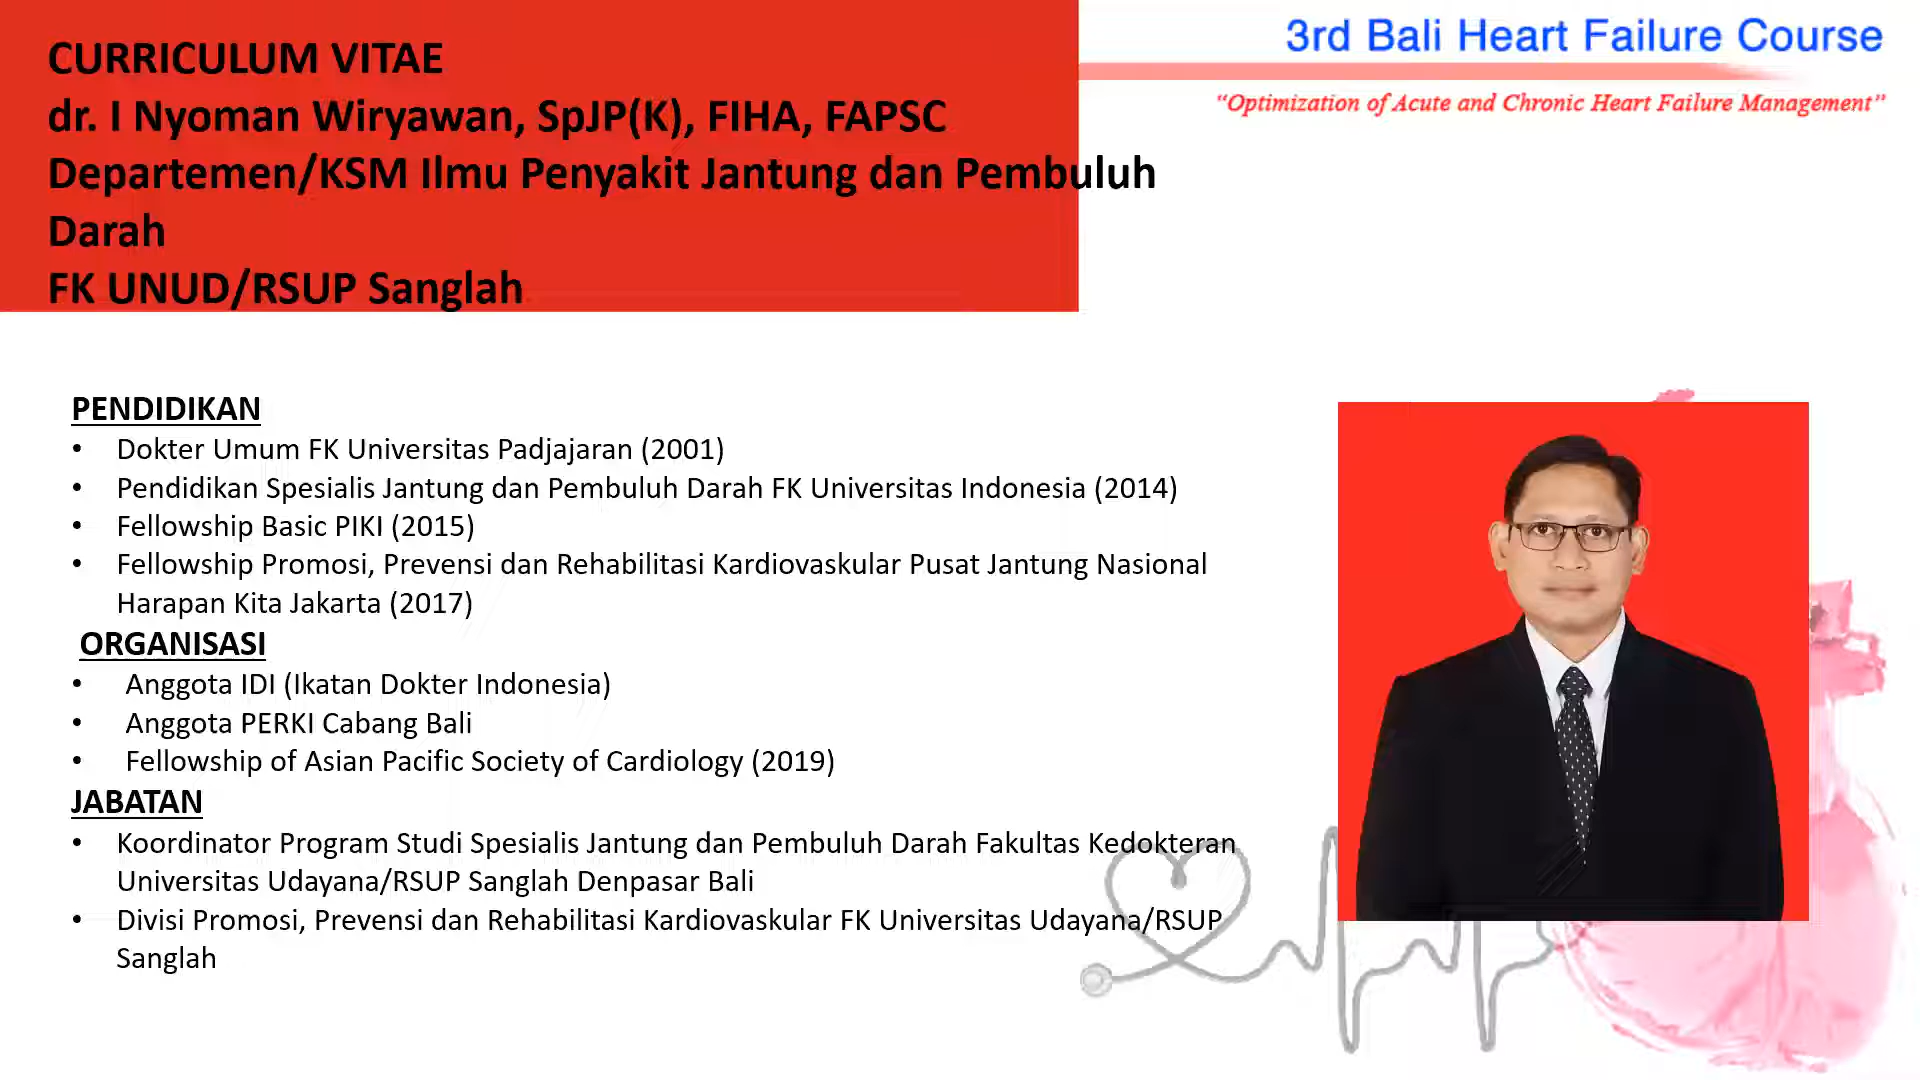 CURRICULUM VITAE
dr. I Nyoman Wiryawan, SpJP(K), FIHA, FAPSC
Departemen/KSM Ilmu Penyakit Jantung dan Pembuluh
Darah
FK UNUD/RSUP Sanglah
3rd Bali Heart Failure Course
“Optimization of Acute and Chronic Heart Failure Management”
PENDIDIKAN
• Dokter Umum FK Universitas Padjajaran (2001)
• Pendidikan Spesialis Jantung dan Pembuluh Darah FK Universitas Indonesia (2014)
• Fellowship Basic PIKI (2015)
• Fellowship Promosi, Prevensi dan Rehabilitasi Kardiovaskular Pusat Jantung Nasional
Harapan Kita Jakarta (2017)
ORGANISASI
• Anggota IDI (Ikatan Dokter Indonesia)
• Anggota PERKI Cabang Bali
• Fellowship of Asian Pacific Society of Cardiology (2019)
JABATAN
• Koordinator Program Studi Spesialis Jantung dan Pembuluh Darah Fakultas Kedokteran
Universitas Udayana/RSUP Sanglah Denpasar Bali
• Divisi Promosi, Prevensi dan Rehabilitasi Kardiovaskular FK Universitas Udayana/RSUP
Sanglah